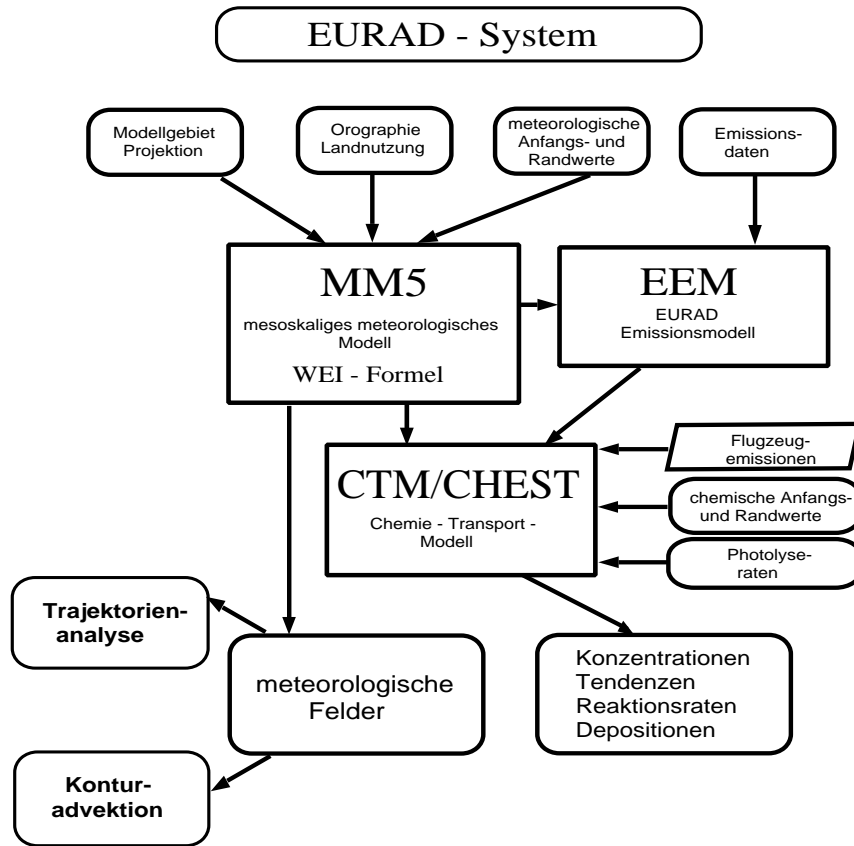 EURAD - System
Modellgebiet
Projektion
Orographie
Landnutzung
meteorologische
Anfangs- und
Randwerte
Emissions-
daten
MM5
mesoskaliges meteorologisches
Modell
WEI - Formel
EEM
EURAD
Emissionsmodell
CTM/CHEST
Chemie - Transport -
Modell
Flugzeug-
emissionen
chemische Anfangs-
und Randwerte
Photolyse-
raten
Trajektorien-
analyse
meteorologische
Felder
Konzentrationen
Tendenzen
Reaktionsraten
Depositionen
Kontur-
advektion